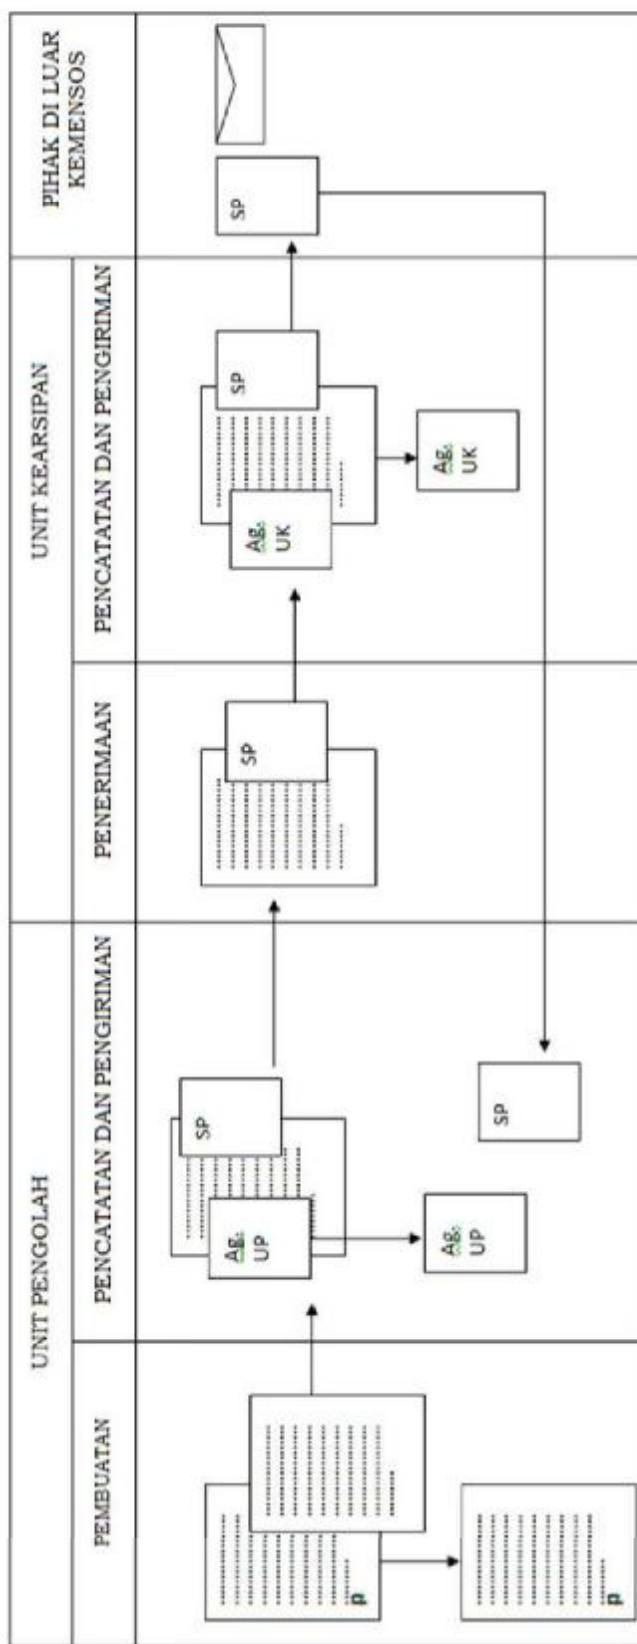 UNIT PENGOLAH
UNIT KEARSIPAN
PIHAK DI LUAR
KEMENSOS
PEMBUATAN
PENCATATAN DAN PENGIRIMAN
PENERIMAAN
PENCATATAN DAN PENGIRIMAN
p
p
Ag.
UP
SP
Ag.
UP
SP
SP
Ag.
UK
SP
Ag.
UK
SP